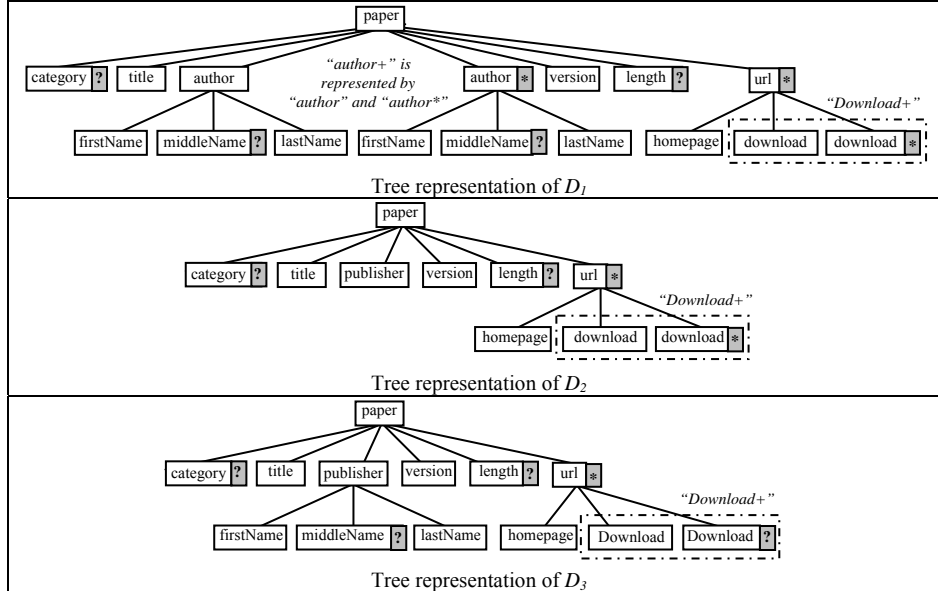 paper
category ? title author author * version length ? url *
“author+” is
represented by
“author” and “author*”
“Download+”
firstName middleName ? lastName firstName middleName ? lastName homepage download download *
Tree representation of D1
paper
category ? title publisher version length ? url *
“Download+”
homepage download download *
Tree representation of D2
paper
category ? title publisher version length ? url *
“Download+”
firstName middleName ? lastName homepage Download Download ?
Tree representation of D3